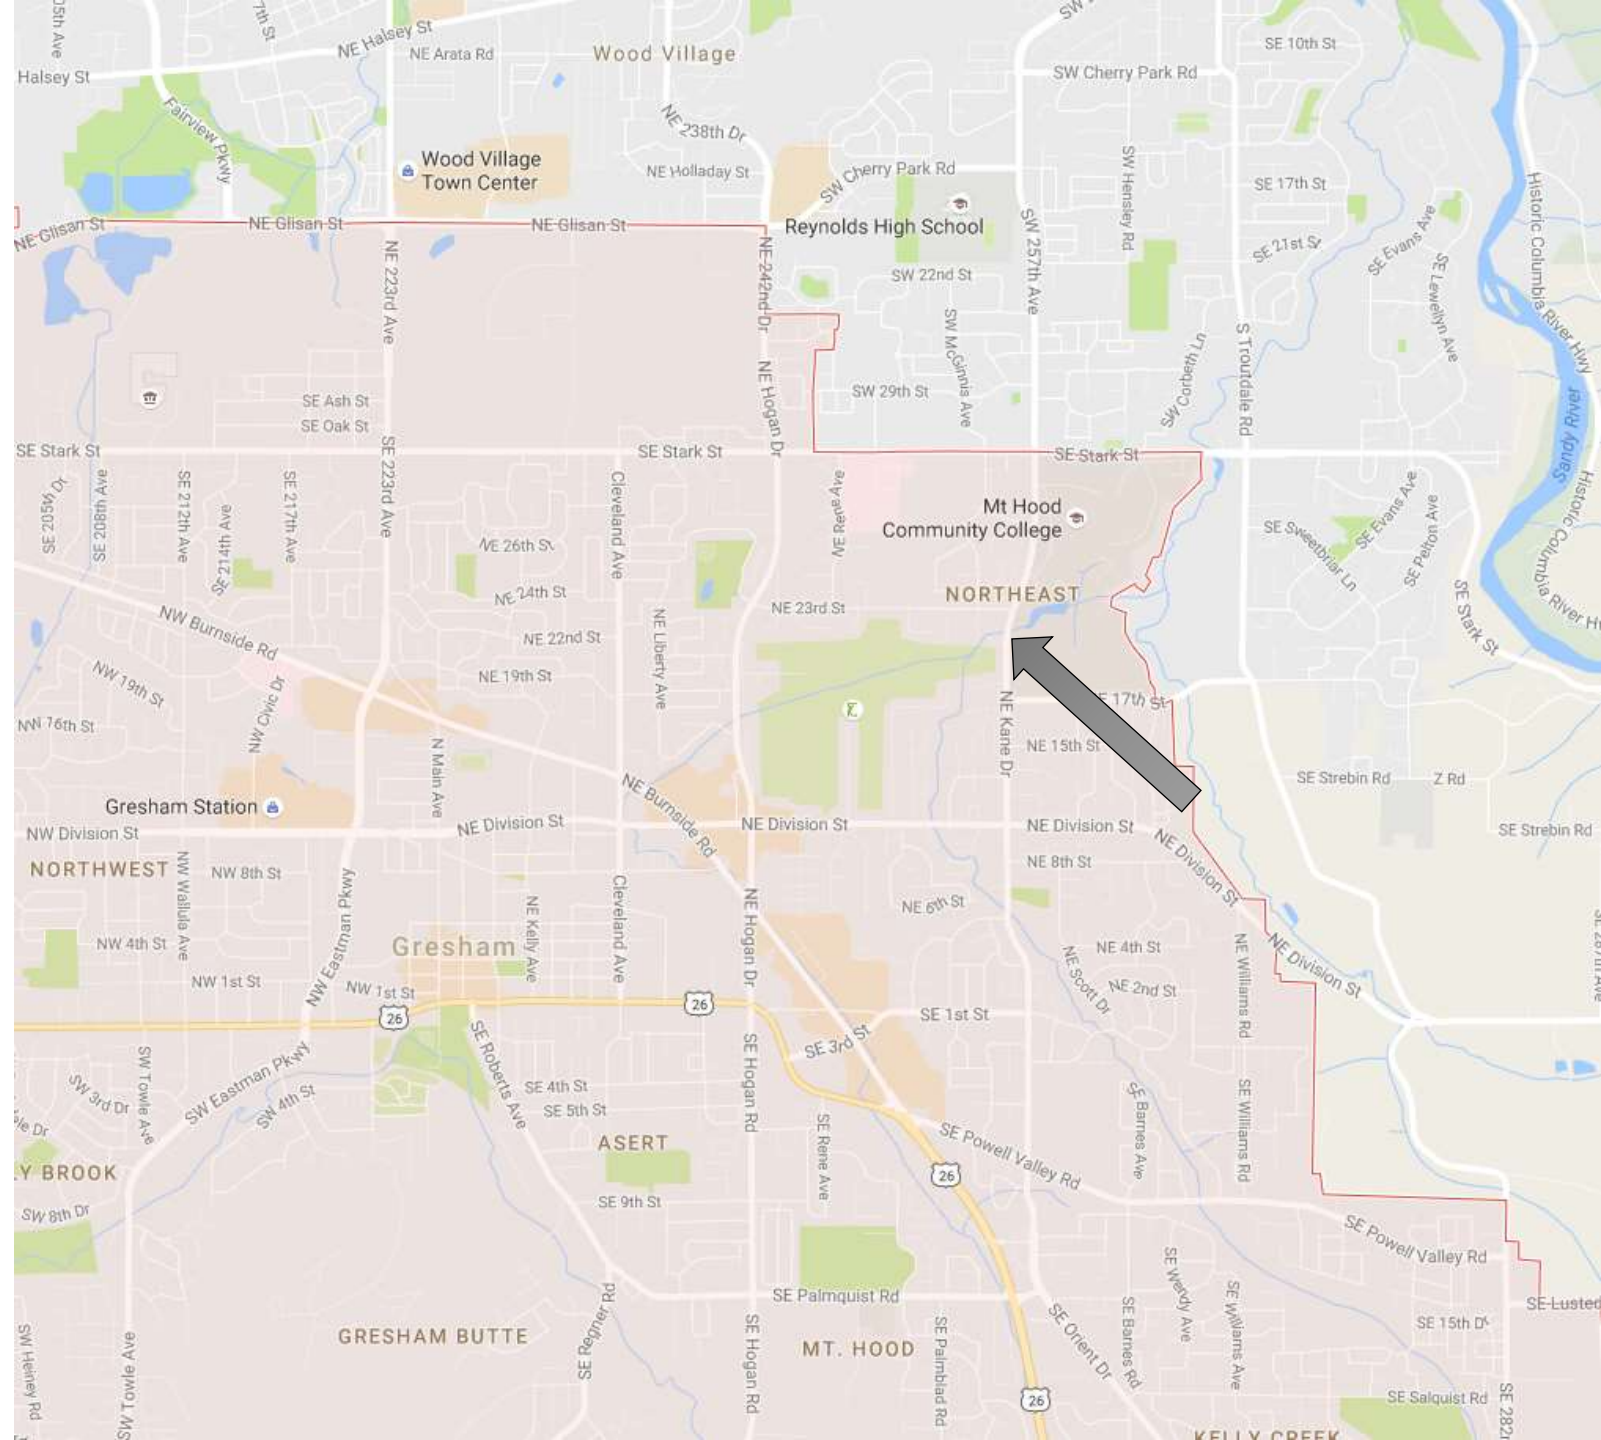 7th St
NE Halsey St
NE Arata Rd
Wood Village
SE 10th St
Halsey St
SW Cherry Park Rd
Fairview Pkwy
NE 238th Dr
Wood Village
Town Center
NE Holladay St
SW Cherry Park Rd
SW Hensley Rd
SE 17th St
Historic Columbia River Hwy
NE Glisan St
NE Glisan St
NE Glisan St
Reynolds High School
SW 257th Ave
SE 21st St
SE Evans Ave
SE Lewellyn Ave
NE 223rd Ave
NE 242nd Dr
SW 22nd St
SW McGinnis Ave
SW Corbeth Ln
S Troutdale Rd
NE Hogan Dr
SW 29th St
SE Ash St
SE Oak St
Sandy River
SE Stark St
SE 223rd Ave
SE Stark St
SE Stark St
SE 205th Dr
SE 208th Ave
SE 212th Ave
SE 214th Ave
SE 217th Ave
Cleveland Ave
NE Rene Ave
Mt Hood
Community College
SE Sweetbriar Ln
SE Evans Ave
SE Pelton Ave
NE 26th St
NE 24th St
NE 23rd St
NORTHEAST
SE Stark St
NW Burnside Rd
NE 22nd St
NE Liberty Ave
NE 19th St
NW 19th St
NW Civic Dr
NW 16th St
N Main Ave
NE Kane Dr
17th St
NE 15th St
SE Strebin Rd
Z Rd
Gresham Station
NE Burnside Rd
NW Division St
NE Division St
NE Division St
NE Division St
NE Division St
SE Strebin Rd
NORTHWEST
NW Wallula Ave
NW 8th St
NW Eastman Pkwy
NE 8th St
Cleveland Ave
NE Kelly Ave
NE Hogan Dr
NE 6th St
NW 4th St
Gresham
NE 4th St
NE Scott Dr
NE Williams Rd
NE Division St
NW 1st St
NW 1st St
NE 2nd St
26
26
SE 1st St
SE 3rd St
SE Roberts Ave
SE Hogan Rd
SW Towle Ave
SW Eastman Pkwy
SW 3rd Dr
SW 4th St
SE 4th St
SE 5th St
SE Barnes Ave
SE Williams Rd
SE Rene Ave
ASERT
SE Powell Valley Rd
26
Y BROOK
SE 9th St
SW 8th Dr
SE Powell Valley Rd
SE Wendy Ave
SE Williams Ave
SE Palmquist Rd
SE Regner Rd
SE Lusted
SE 15th Dr
GRESHAM BUTTE
MT. HOOD
SE Hogan Rd
SE Palmblad Rd
SE Orient Dr
SE Barnes Rd
SW Heiney Rd
SW Towle Ave
26
SE Salquist Rd
KELLY CREEK